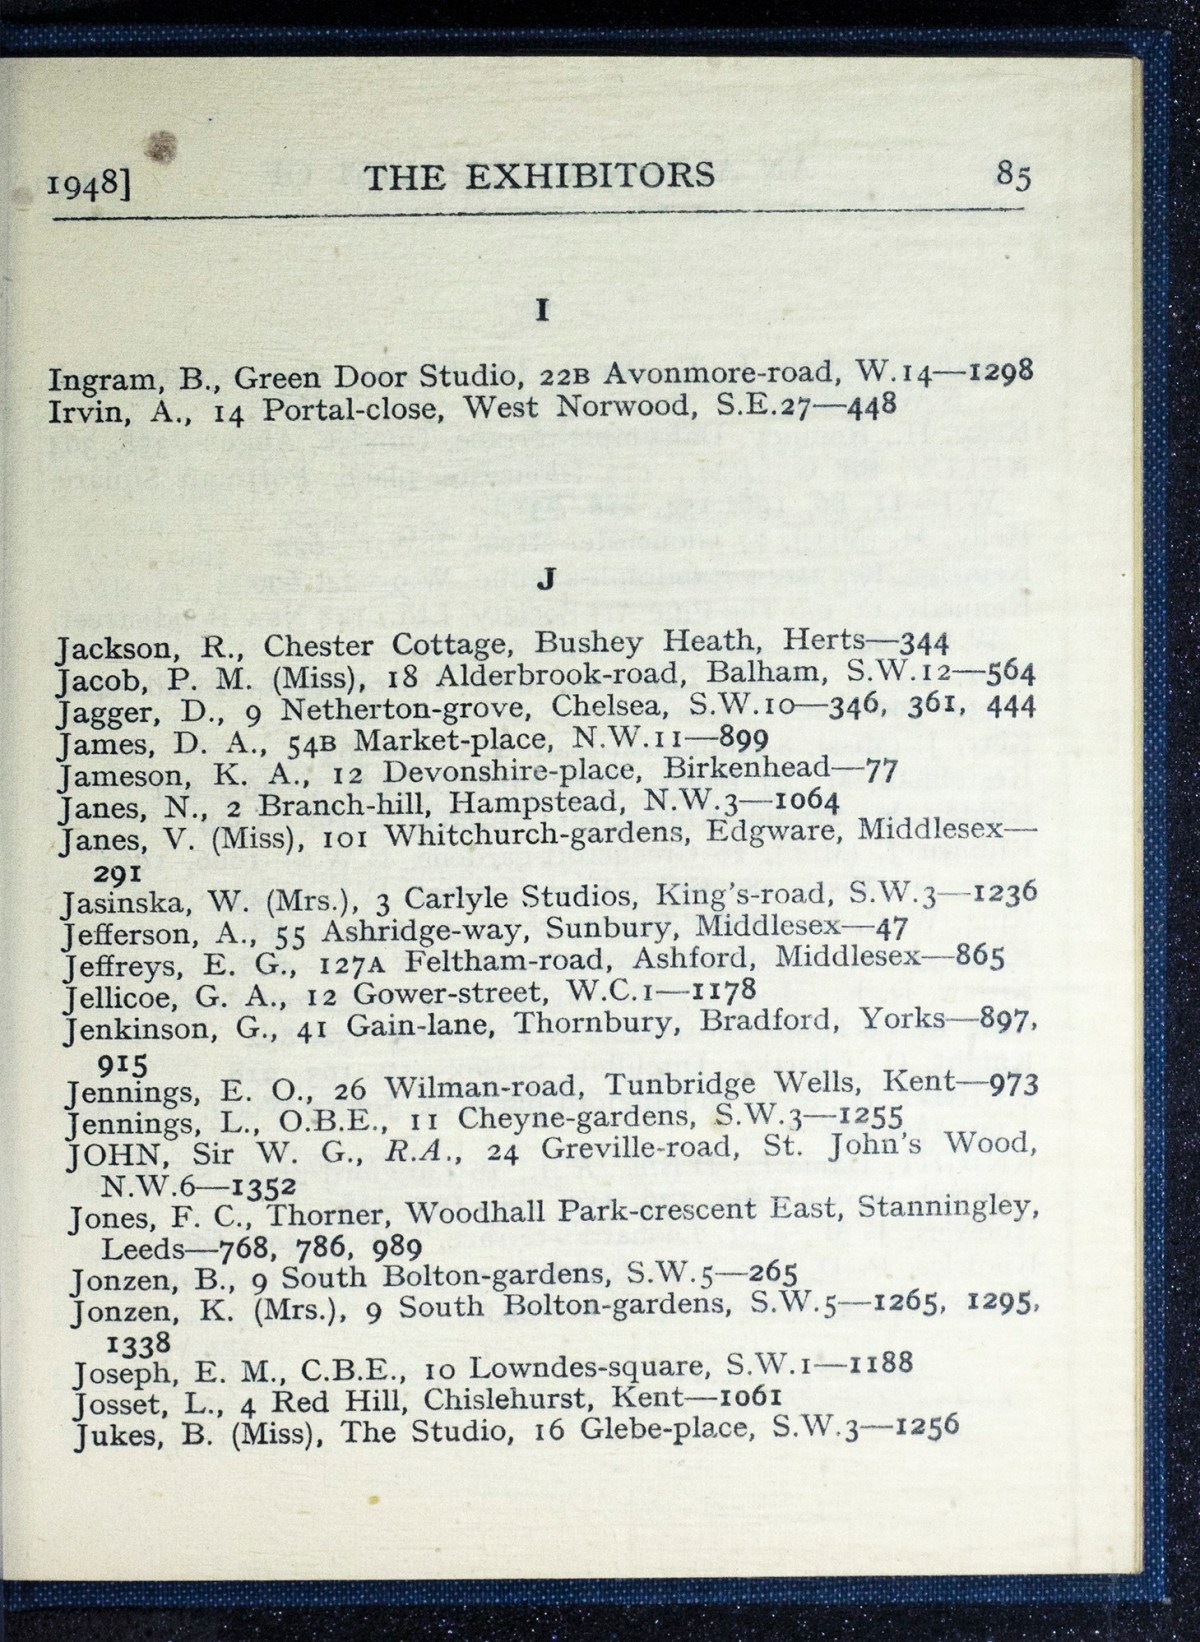 1948] THE EXHIBITORS 85
I
Ingram, B., Green Door Studio, 22B Avonmore-road, W.14—1298
Irvin, A., 14 Portal-close, West Norwood, S.E.27—448
J
Jackson, R., Chester Cottage, Bushey Heath, Herts—344
Jacob, P. M. (Miss), 18 Alderbrook-road, Balham, S.W.12—564
Jagger, D., 9 Netherton-grove, Chelsea, S.W.10—346, 361, 444
James, D. A., 54B Market-place, N.W.11—899
Jameson, K. A., 12 Devonshire-place, Birkenhead—77
Janes, N., 2 Branch-hill, Hampstead, N.W.3—1064
Janes, V. (Miss), 101 Whitchurch-gardens, Edgware, Middlesex—
291
Jasinska, W. (Mrs.), 3 Carlyle Studios, King's-road, S.W.3—1236
Jefferson, A., 55 Ashridge-way, Sunbury, Middlesex—47
Jeffreys, E. G., 127A Feltham-road, Ashford, Middlesex—865
Jellicoe, G. A., 12 Gower-street, W.C.1—1178
Jenkinson, G., 41 Gain-lane, Thornbury, Bradford, Yorks—897,
915
Jennings, E. O., 26 Wilman-road, Tunbridge Wells, Kent—973
Jennings, L., O.B.E., 11 Cheyne-gardens, S.W.3—1255
JOHN, Sir W. G., R.A., 24 Greville-road, St. John's Wood,
N.W.6—1352
Jones, F. C., Thorner, Woodhall Park-crescent East, Stanningley,
Leeds—768, 786, 989
Jonzen, B., 9 South Bolton-gardens, S.W.5—265
Jonzen, K. (Mrs.), 9 South Bolton-gardens, S.W.5—1265, 1295,
1338
Joseph, E. M., C.B.E., 10 Lowndes-square, S.W.1—1188
Josset, L., 4 Red Hill, Chislehurst, Kent—1061
Jukes, B. (Miss), The Studio, 16 Glebe-place, S.W.3—1256